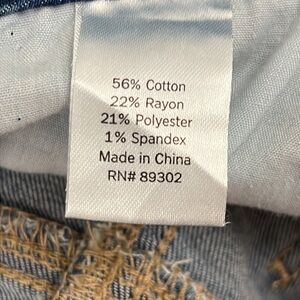 56% Cotton
22% Rayon
21% Polyester
1% Spandex
Made in China
RN# 89302